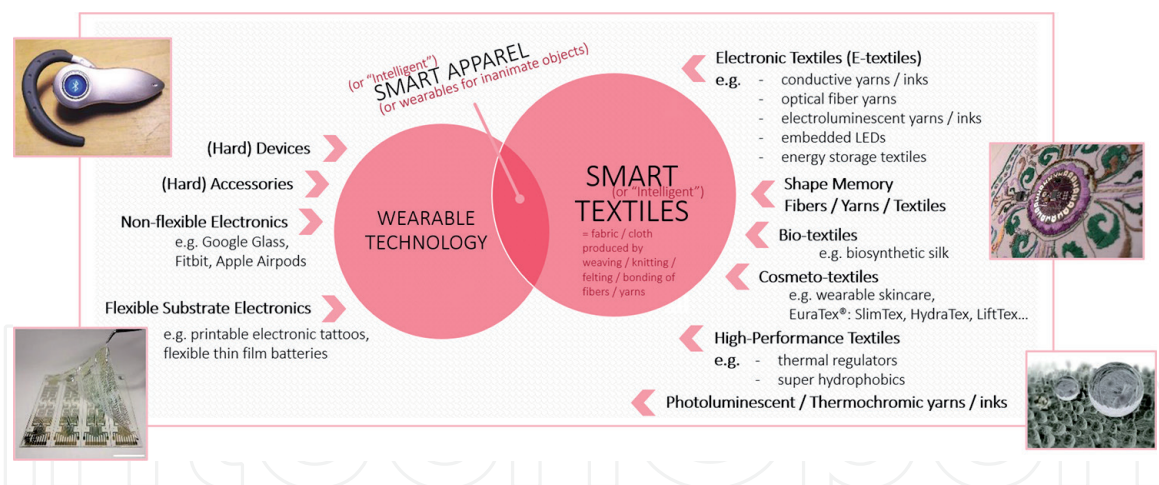 (or "Intelligent")
SMART APPAREL
(or wearables for inanimate objects)
(Hard) Devices
(Hard) Accessories
Non-flexible Electronics
e.g. Google Glass,
Fitbit, Apple Airpods
Flexible Substrate Electronics
e.g. printable electronic tattoos,
flexible thin film batteries
WEARABLE
TECHNOLOGY
SMART
(or "Intelligent")
TEXTILES
= fabric / cloth
produced by
weaving / knitting /
felting / bonding of
fibers / yarns
Electronic Textiles (E-textiles)
e.g. - conductive yarns / inks
- optical fiber yarns
- electroluminescent yarns / inks
- embedded LEDs
- energy storage textiles
Shape Memory
Fibers / Yarns / Textiles
Bio-textiles
e.g. biosynthetic silk
Cosmeto-textiles
e.g. wearable skincare,
EuraTex®: SlimTex, HydraTex, LiftTex...
High-Performance Textiles
e.g. - thermal regulators
- super hydrophobics
Photoluminescent / Thermochromic yarns / inks